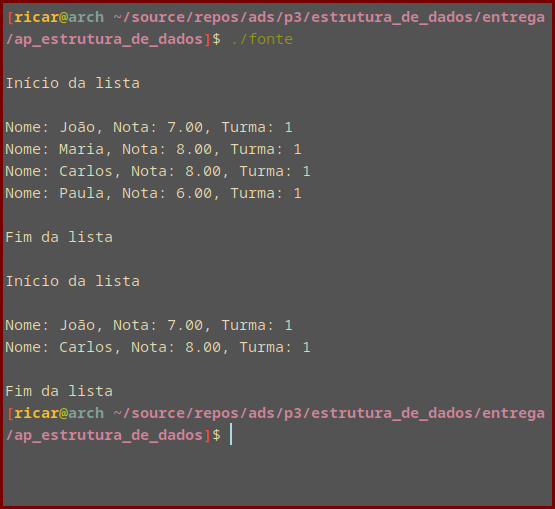 [ricar@arch ~/source/repos/ads/p3/estrutura_de_dados/entrega
/ap_estrutura_de_dados]$ ./fonte
Início da lista
Nome: João, Nota: 7.00, Turma: 1
Nome: Maria, Nota: 8.00, Turma: 1
Nome: Carlos, Nota: 8.00, Turma: 1
Nome: Paula, Nota: 6.00, Turma: 1
Fim da lista
Início da lista
Nome: João, Nota: 7.00, Turma: 1
Nome: Carlos, Nota: 8.00, Turma: 1
Fim da lista
[ricar@arch ~/source/repos/ads/p3/estrutura_de_dados/entrega
/ap_estrutura_de_dados]$